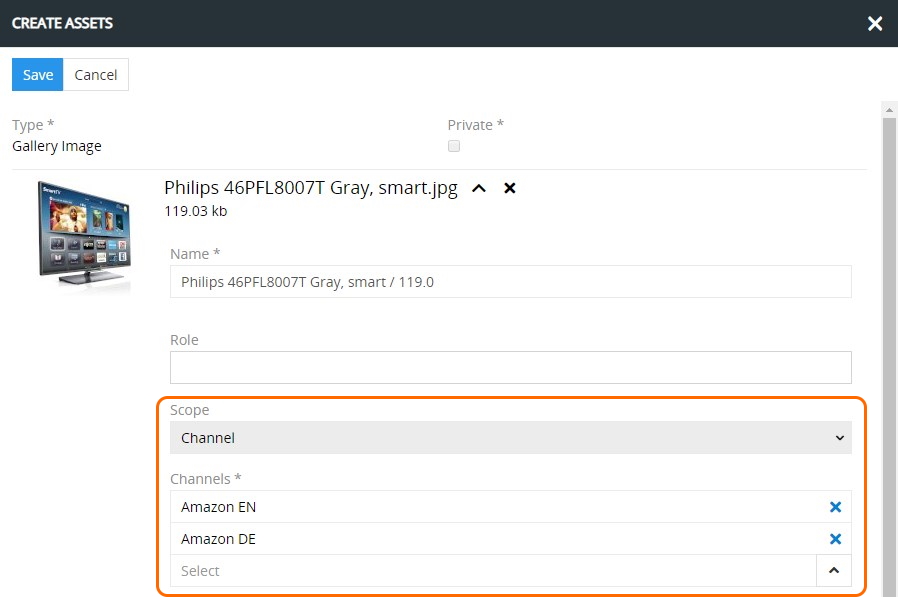 CREATE ASSETS
Save Cancel
Type * Private *
Gallery Image
Philips 46PFL8007T Gray, smart.jpg
119.03 kb
Name *
Philips 46PFL8007T Gray, smart / 119.0
Role
Scope
Channel
Channels *
Amazon EN
Amazon DE
Select